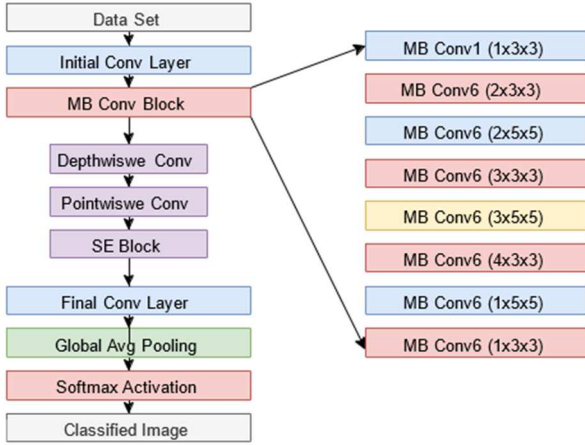 Data Set
Initial Conv Layer
MB Conv Block
Depthwiswe Conv
Pointwiswe Conv
SE Block
Final Conv Layer
Global Avg Pooling
Softmax Activation
Classified Image
MB Conv1 (1x3x3)
MB Conv6 (2x3x3)
MB Conv6 (2x5x5)
MB Conv6 (3x3x3)
MB Conv6 (3x5x5)
MB Conv6 (4x3x3)
MB Conv6 (1x5x5)
MB Conv6 (1x3x3)